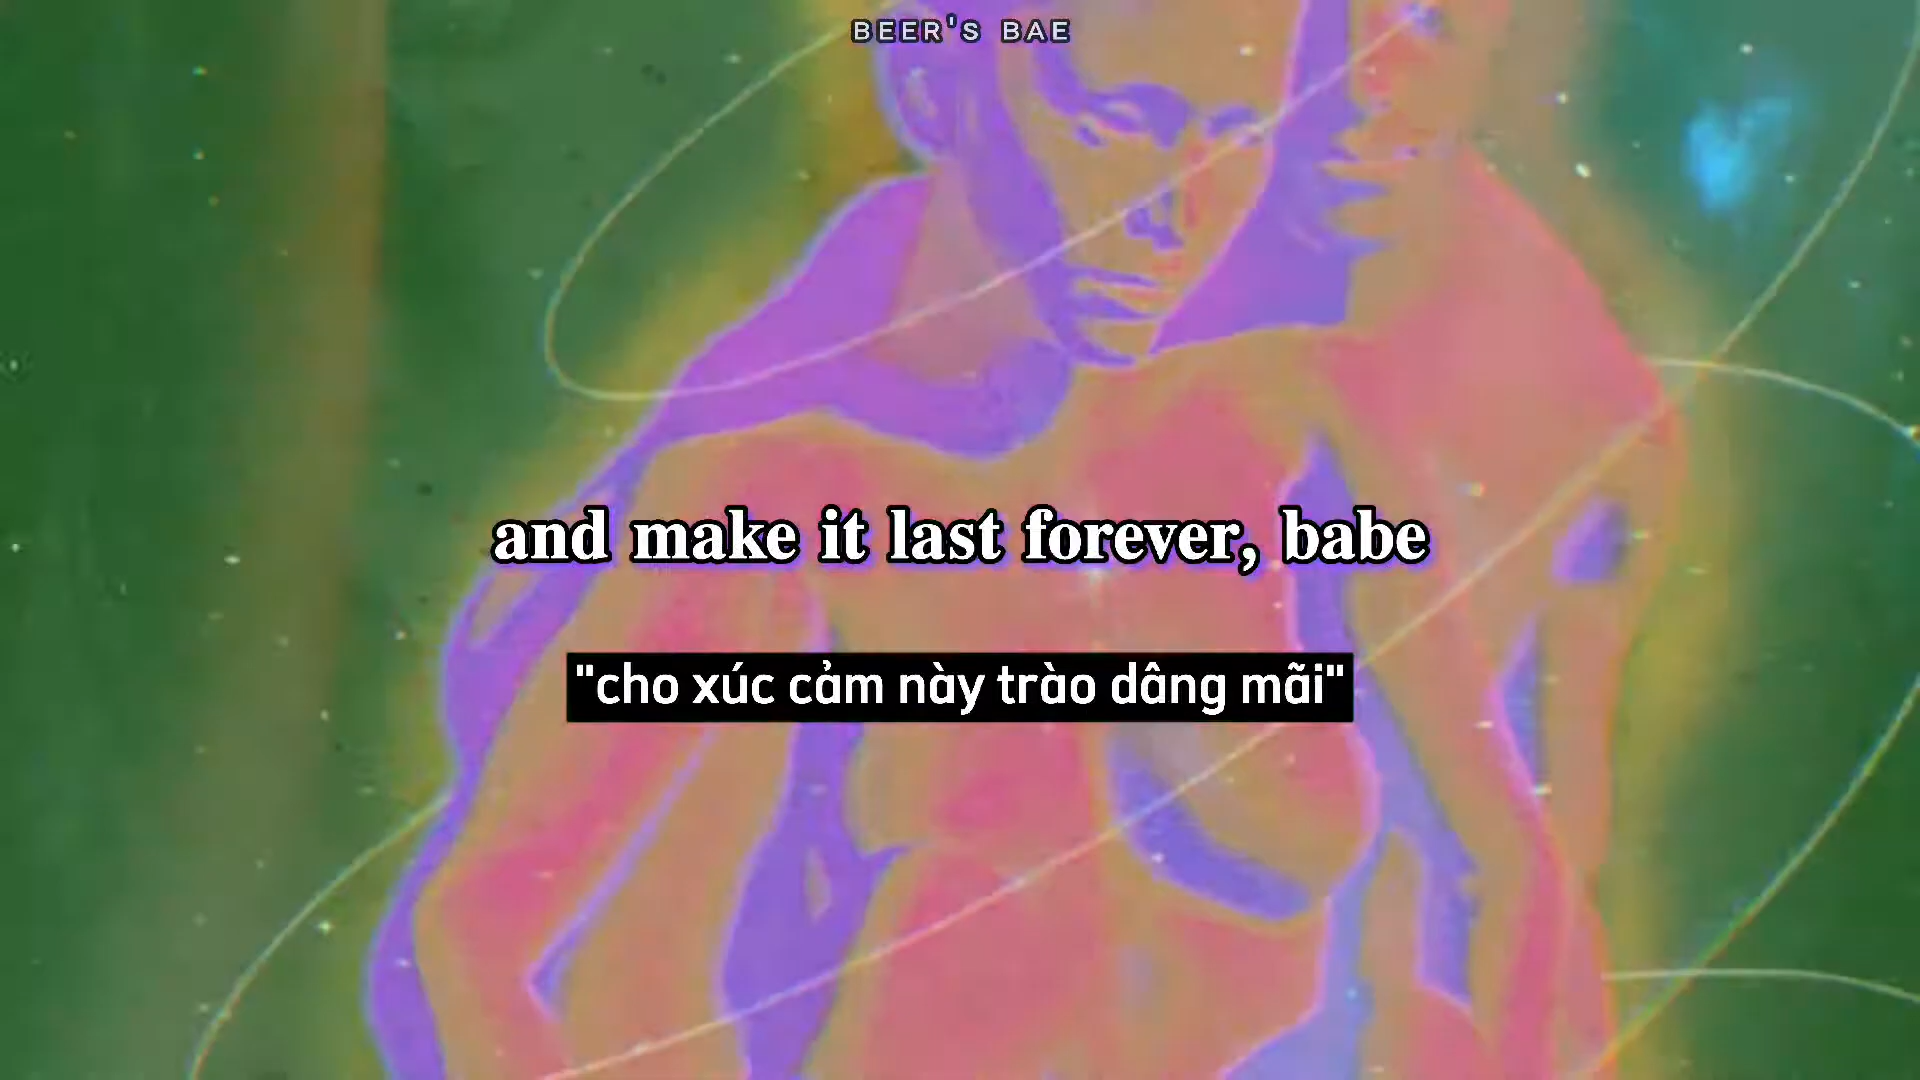 BEER'S BAE
and make it last forever, babe
"cho xúc cảm này trào dâng mãi"